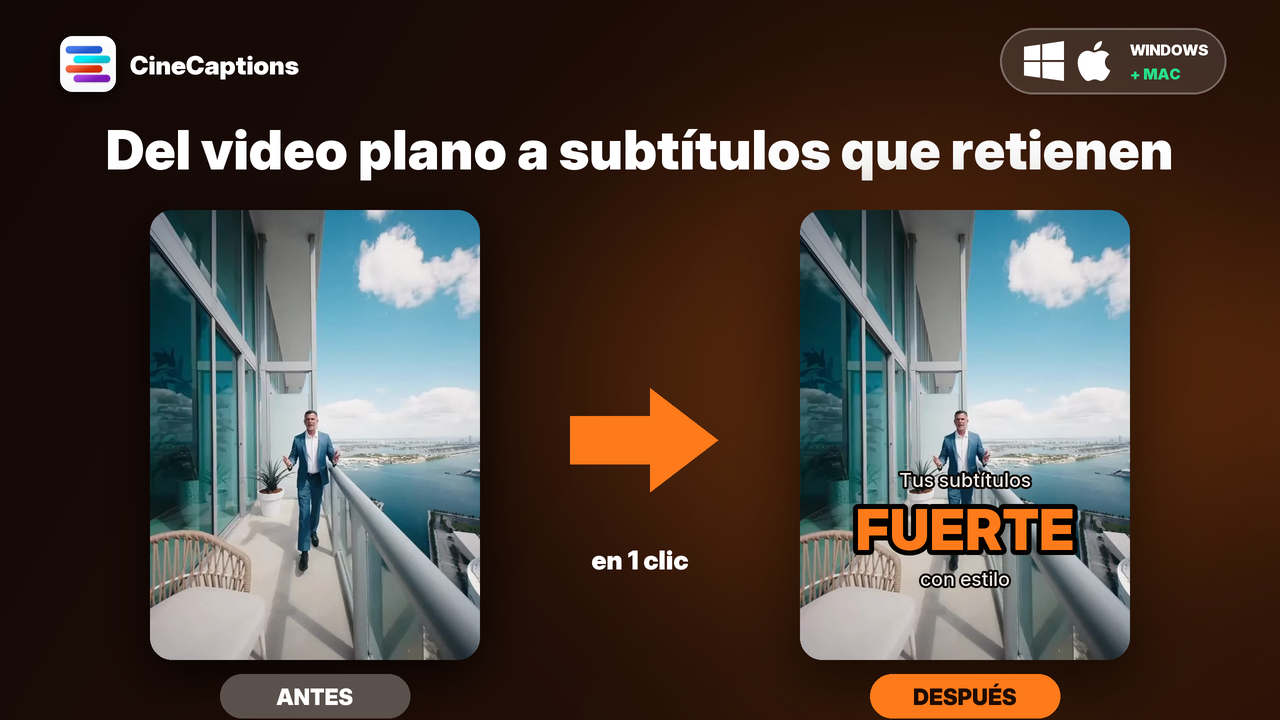 CineCaptions
WINDOWS
+ MAC
Del video plano a subtítulos que retienen
en 1 clic
Tus subtítulos
FUERTE
con estilo
ANTES
DESPUÉS